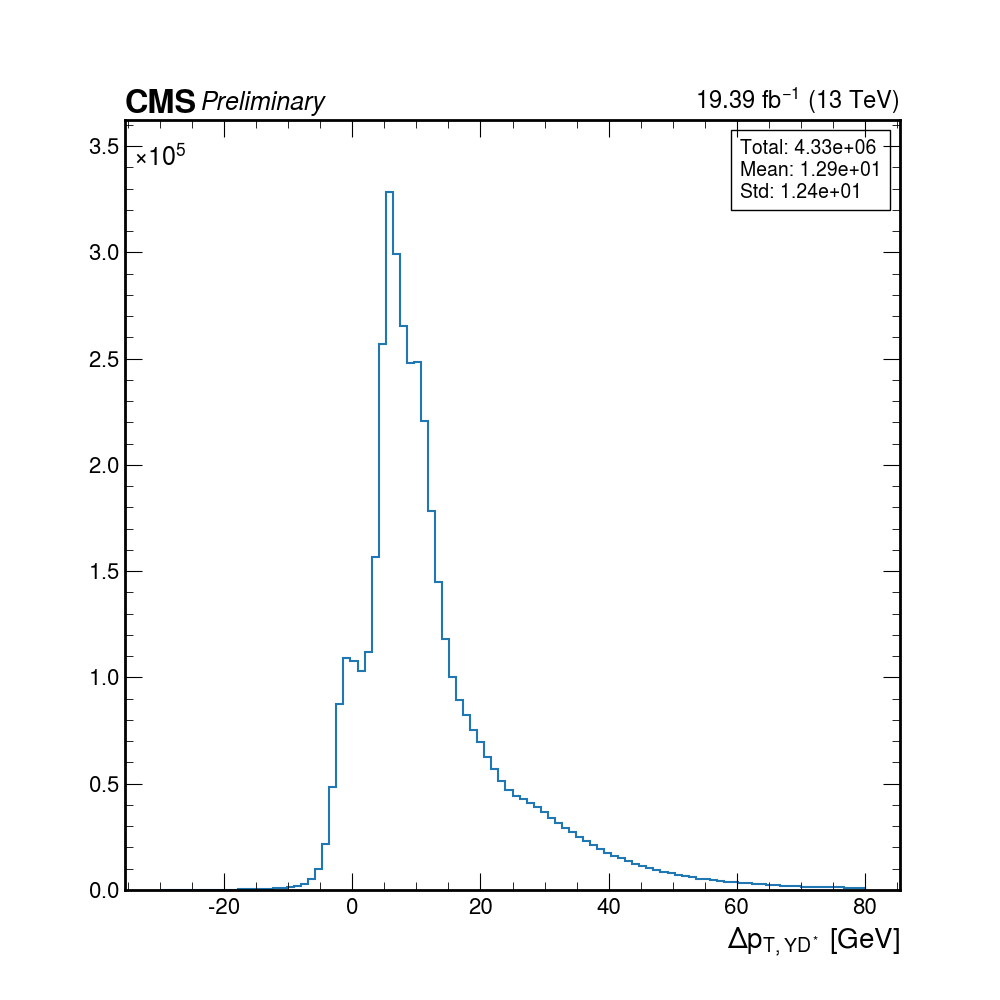 CMS Preliminary 19.39 fb⁻¹ (13 TeV)
×10⁵
Total: 4.33e+06
Mean: 1.29e+01
Std: 1.24e+01
3.5
3.0
2.5
2.0
1.5
1.0
0.5
0.0
-20 0 20 40 60 80
Δp_{T, YD*} [GeV]